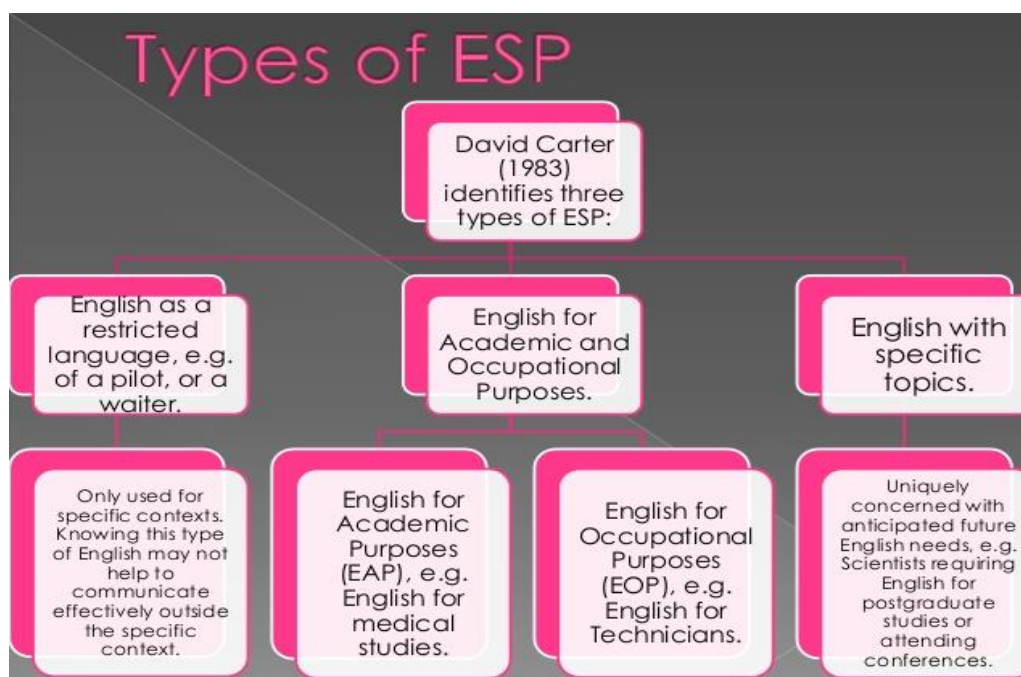 Types of ESP
David Carter
(1983)
identifies three
types of ESP:
English as a
restricted
language, e.g.
of a pilot, or a
waiter.
English for
Academic and
Occupational
Purposes.
English with
specific
topics.
Only used for
specific contexts.
Knowing this type
of English may not
help to
communicate
effectively outside
the specific
context.
English for
Academic
Purposes
(EAP), e.g.
English for
medical
studies.
English for
Occupational
Purposes
(EOP), e.g.
English for
Technicians.
Uniquely
concerned with
anticipated future
English needs, e.g.
Scientists requiring
English for
postgraduate
studies or
attending
conferences.